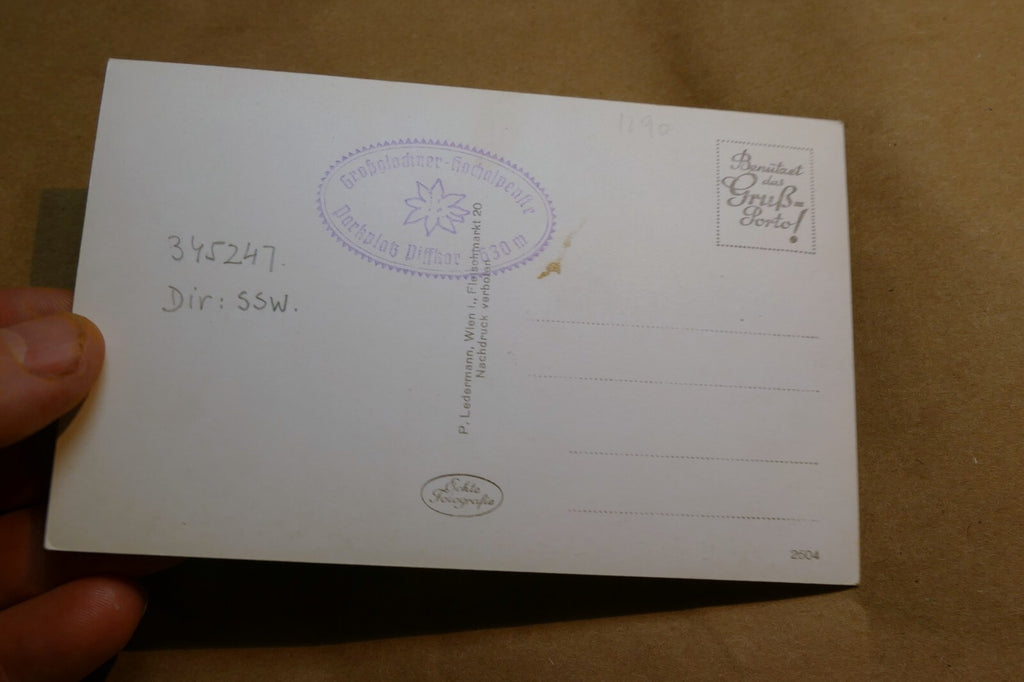 1290
Großglockner-Hochalpenstr
Parkplatz Piffkar 1630 m
Benützet
das
Gruß-
Porto!
345247.
Dir: SSW.
P. Ledermann, Wien I., Fleischmarkt 20
Nachdruck verboten
Echte
Fotografie
2504